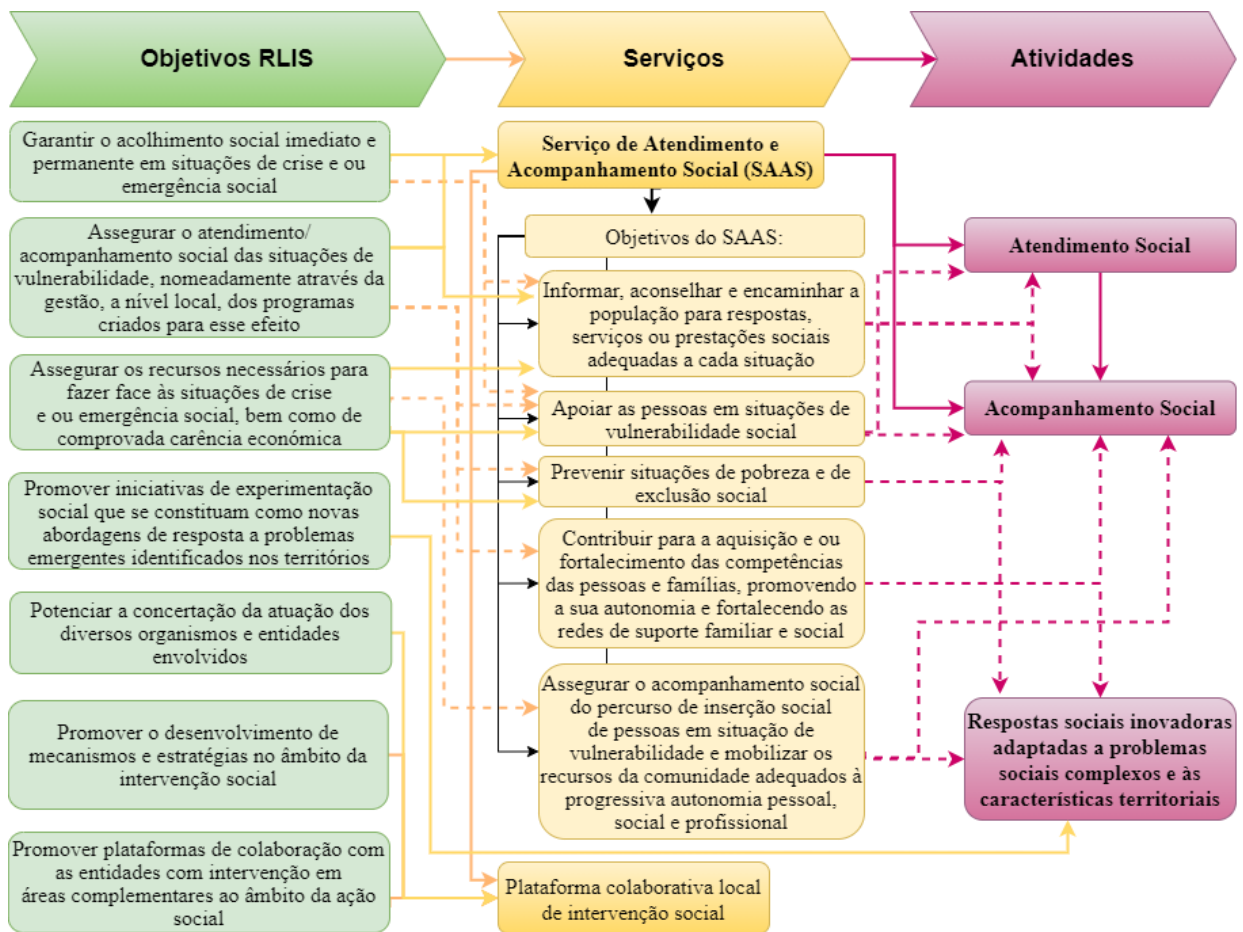 Objetivos RLIS
Serviços
Atividades
Garantir o acolhimento social imediato e
permanente em situações de crise e ou
emergência social
Assegurar o atendimento/
acompanhamento social das situações de
vulnerabilidade, nomeadamente através da
gestão, a nível local, dos programas
criados para esse efeito
Assegurar os recursos necessários para
fazer face às situações de crise
e ou emergência social, bem como de
comprovada carência económica
Promover iniciativas de experimentação
social que se constituam como novas
abordagens de resposta a problemas
emergentes identificados nos territórios
Potenciar a concertação da atuação dos
diversos organismos e entidades
envolvidos
Promover o desenvolvimento de
mecanismos e estratégias no âmbito da
intervenção social
Promover plataformas de colaboração com
as entidades com intervenção em
áreas complementares ao âmbito da ação
social
Serviço de Atendimento e
Acompanhamento Social (SAAS)
Objetivos do SAAS:
Informar, aconselhar e encaminhar a
população para respostas,
serviços ou prestações sociais
adequadas a cada situação
Apoiar as pessoas em situações de
vulnerabilidade social
Prevenir situações de pobreza e de
exclusão social
Contribuir para a aquisição e ou
fortalecimento das competências
das pessoas e famílias, promovendo
a sua autonomia e fortalecendo as
redes de suporte familiar e social
Assegurar o acompanhamento social
do percurso de inserção social
de pessoas em situação de
vulnerabilidade e mobilizar os
recursos da comunidade adequados à
progressiva autonomia pessoal,
social e profissional
Plataforma colaborativa local
de intervenção social
Atendimento Social
Acompanhamento Social
Respostas sociais inovadoras
adaptadas a problemas
sociais complexos e às
características territoriais